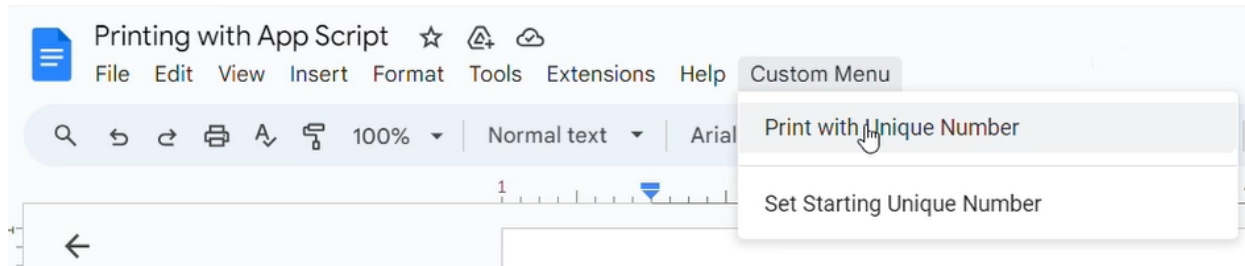 Printing with App Script
File Edit View Insert Format Tools Extensions Help Custom Menu
100% Normal text Arial
Print with Unique Number
1
Set Starting Unique Number